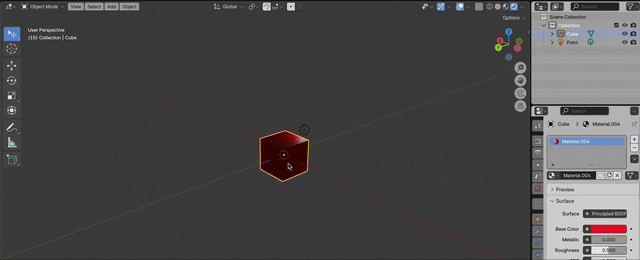 Object Mode View Select Add Object Global
Options
User Perspective
(15) Collection | Cube
X
Y
Z
Search
Scene Collection
Collection
Cube
Point
Search
Cube Material.004
Material.004
Material.004
Preview
Surface
Surface Principled BSDF
Base Color
Metallic 0.000
Roughness 0.500